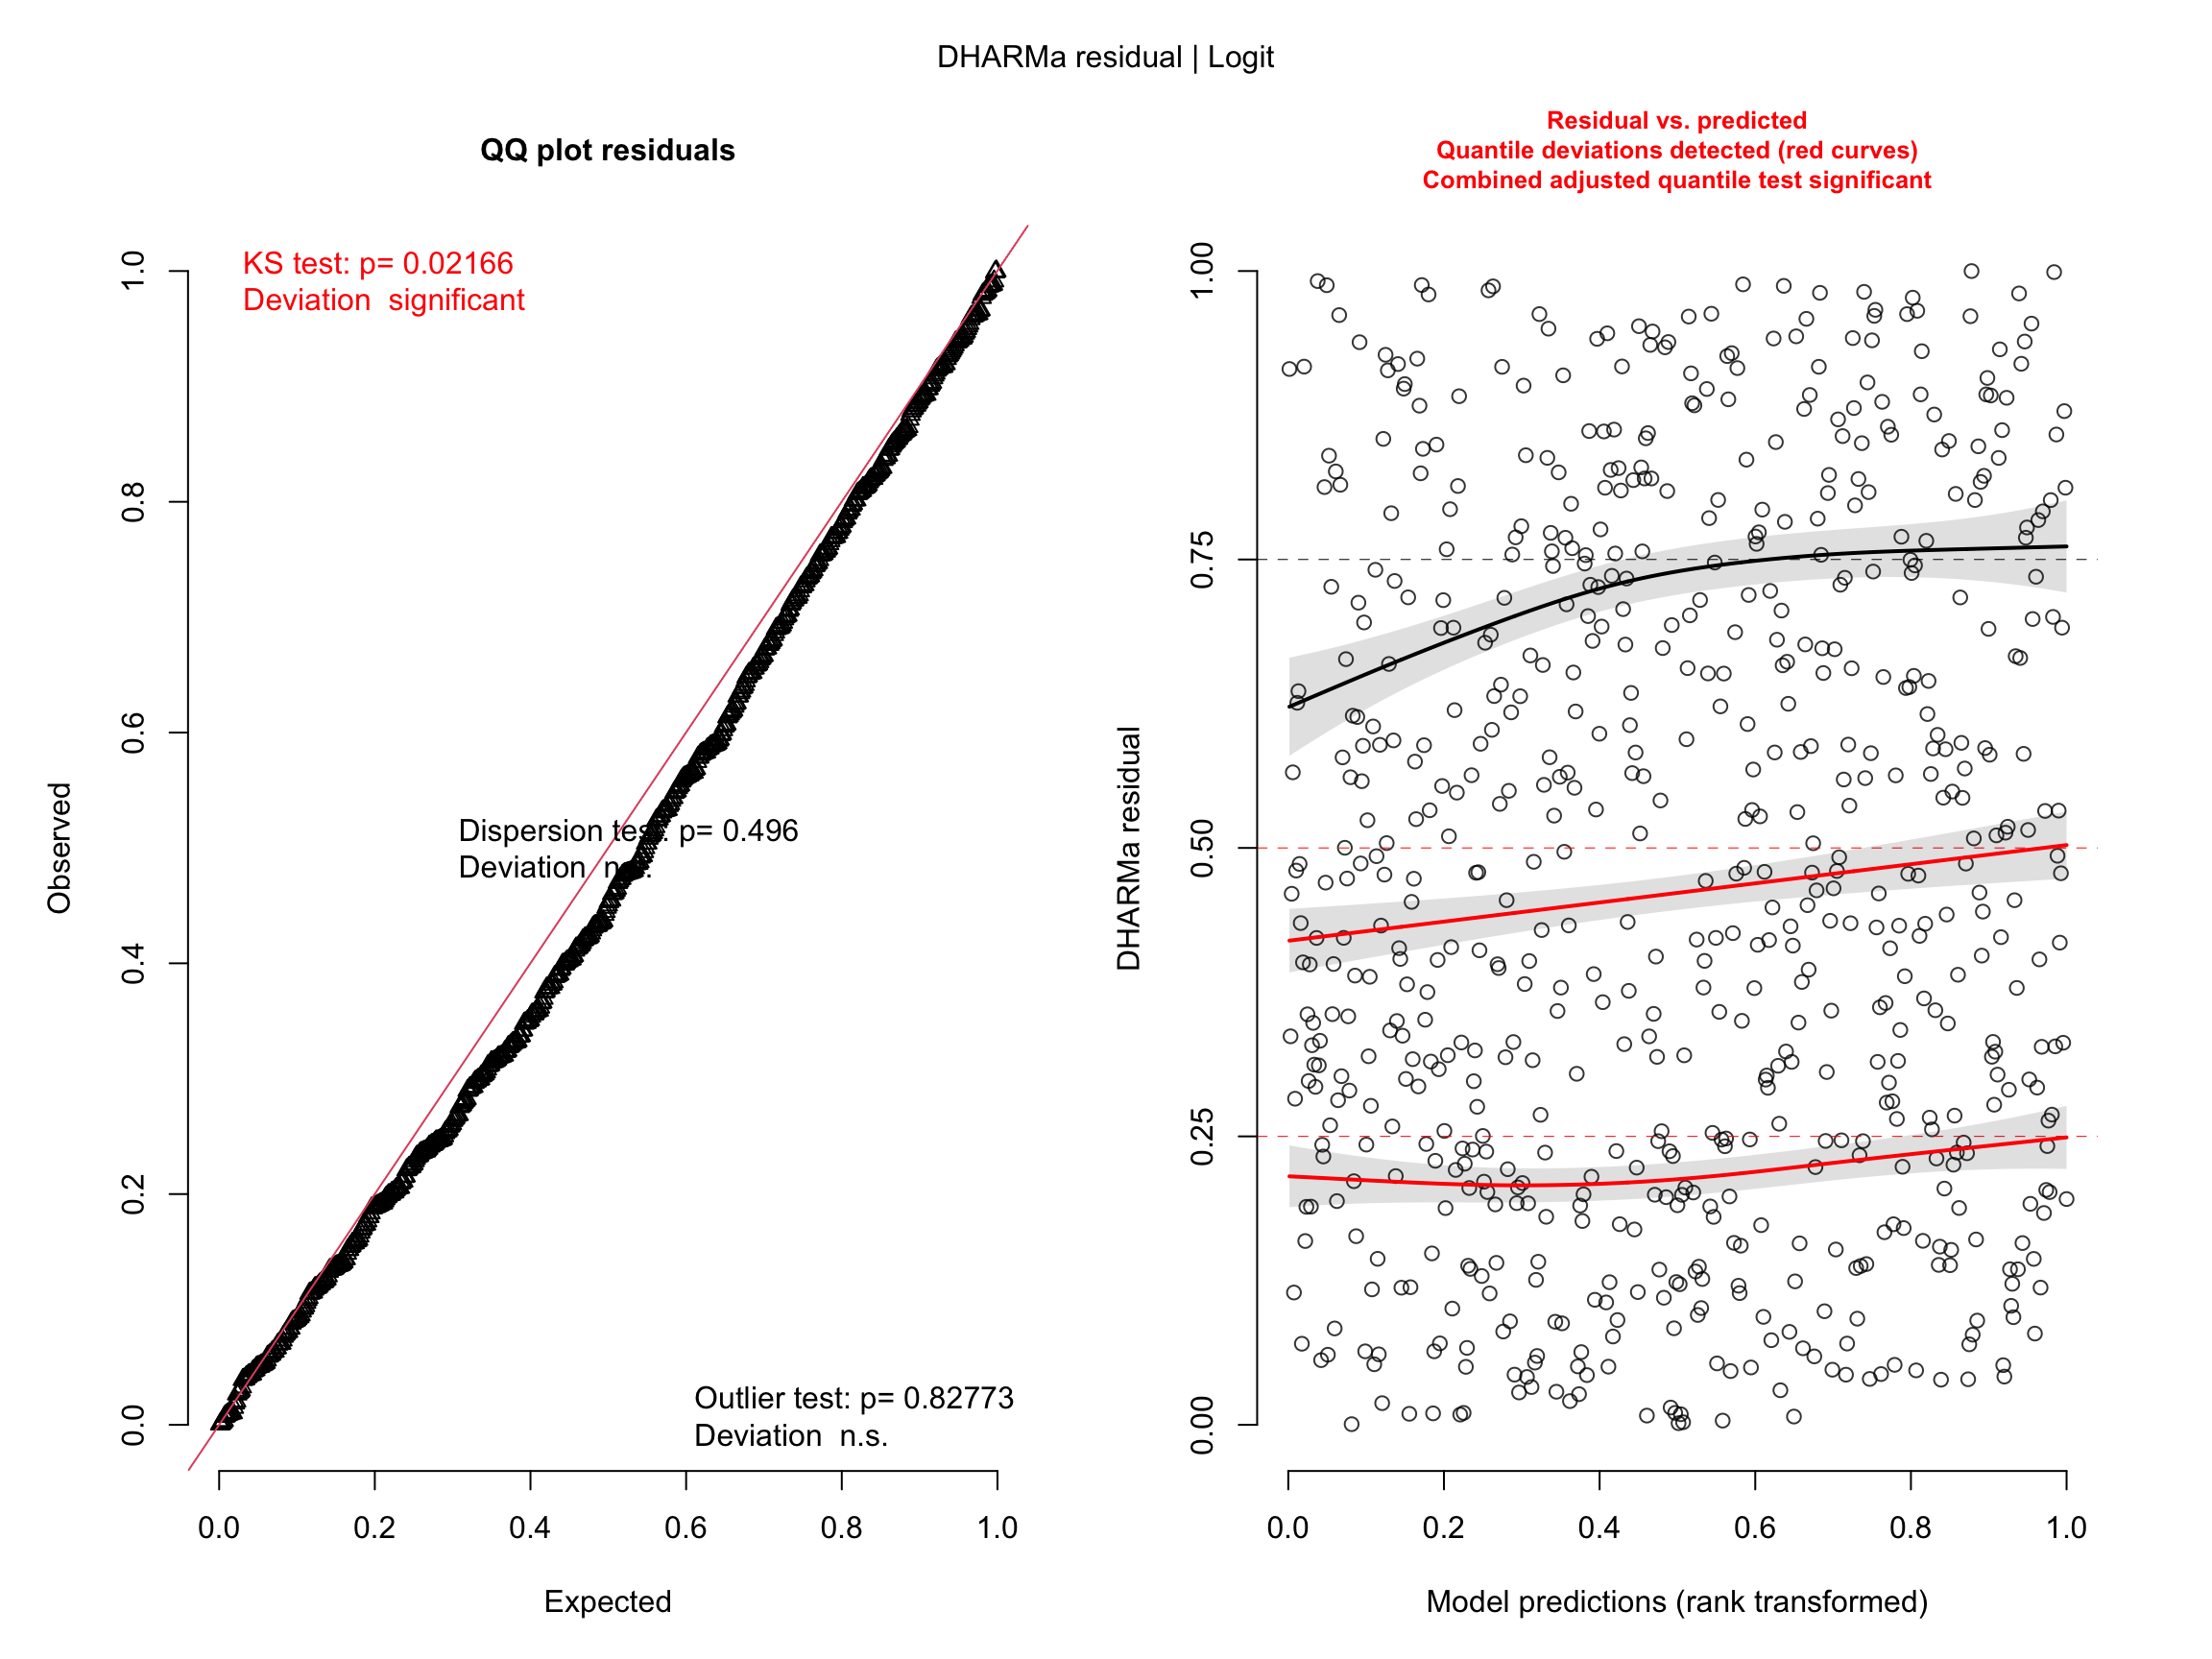 DHARMa residual | Logit
QQ plot residuals
KS test: p= 0.02166
Deviation  significant
Dispersion test: p= 0.496
Deviation  n.s.
Outlier test: p= 0.82773
Deviation  n.s.
Observed
0.0
0.2
0.4
0.6
0.8
1.0
0.0 0.2 0.4 0.6 0.8 1.0
Expected
Residual vs. predicted
Quantile deviations detected (red curves)
Combined adjusted quantile test significant
DHARMa residual
0.00
0.25
0.50
0.75
1.00
0.0 0.2 0.4 0.6 0.8 1.0
Model predictions (rank transformed)